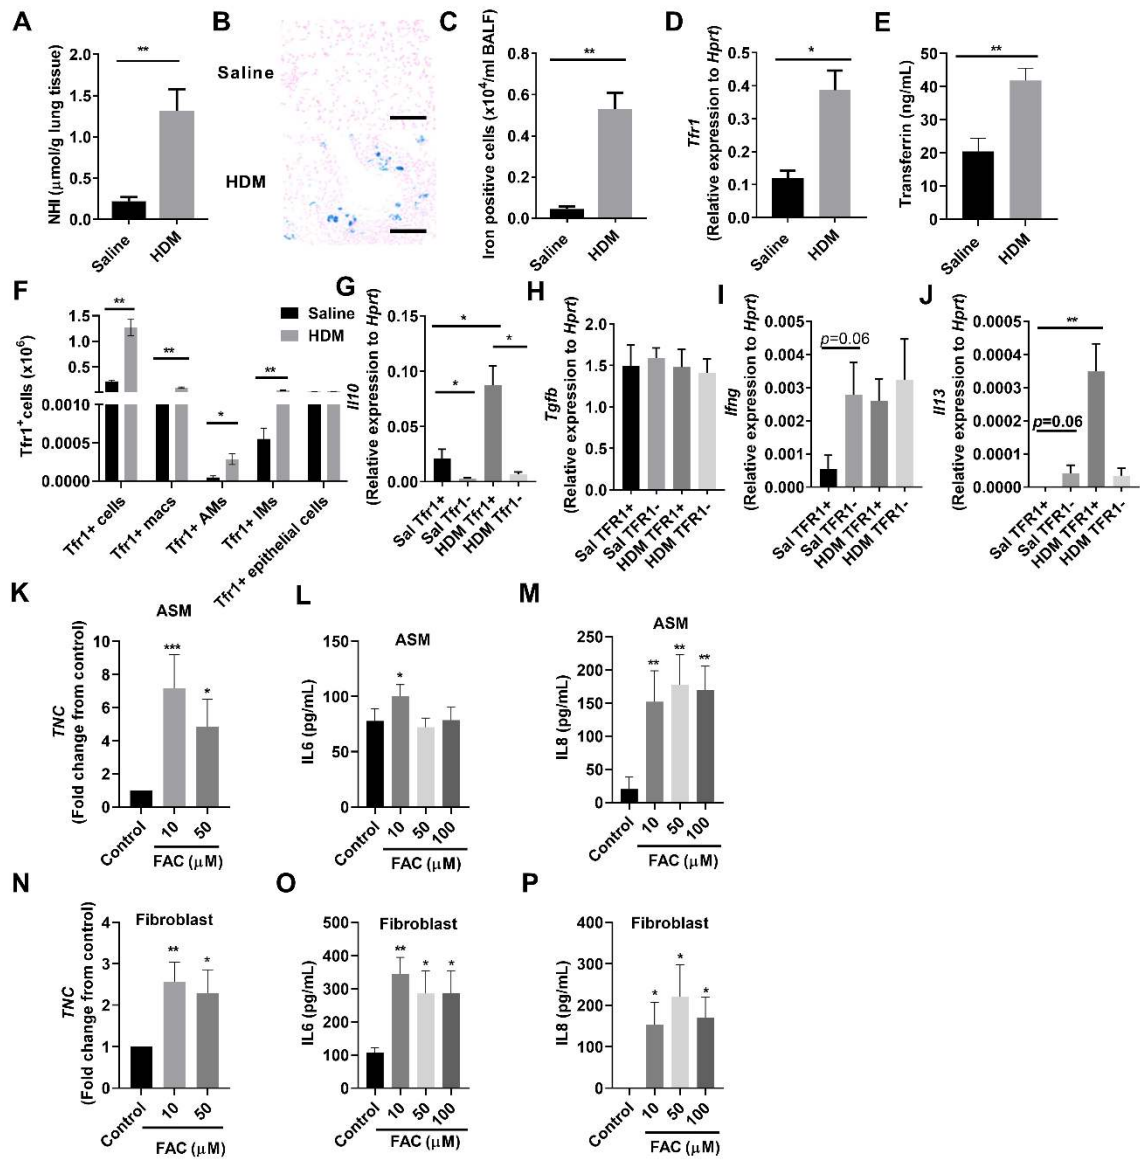 A
NHI (μmol/g lung tissue)
2.0
1.5
1.0
0.5
0.0
**
Saline
HDM
B
Saline
HDM
C
Iron positive cells (x10⁴/ml BALF)
0.8
0.6
0.4
0.2
0.0
**
Saline
HDM
D
Tfr1
(Relative expression to Hprt)
0.5
0.4
0.3
0.2
0.1
0.0
*
Saline
HDM
E
Transferrin (ng/mL)
50
40
30
20
10
0
**
Saline
HDM
F
Tfr1⁺cells (x10⁶)
1.5
1.0
0.5
0.0010
0.0005
0.0000
**
**
*
**
Saline
HDM
Tfr1+ cells
Tfr1+ macs
Tfr1+ AMs
Tfr1+ IMs
Tfr1+ epithelial cells
G
Il10
(Relative expression to Hprt)
0.15
0.10
0.05
0.00
*
*
*
Sal Tfr1+
Sal Tfr1-
HDM Tfr1+
HDM Tfr1-
H
Tgfb
(Relative expression to Hprt)
2.0
1.5
1.0
0.5
0.0
Sal TFR1+
Sal TFR1-
HDM TFR1+
HDM TFR1-
I
Ifng
(Relative expression to Hprt)
0.005
0.004
0.003
0.002
0.001
0.000
p=0.06
Sal TFR1+
Sal TFR1-
HDM TFR1+
HDM TFR1-
J
Il13
(Relative expression to Hprt)
0.0005
0.0004
0.0003
0.0002
0.0001
0.0000
**
p=0.06
Sal TFR1+
Sal TFR1-
HDM TFR1+
HDM TFR1-
K
ASM
TNC
(Fold change from control)
10
8
6
4
2
0
***
*
Control
10
50
FAC (μM)
L
ASM
IL6 (pg/mL)
150
100
50
0
*
Control
10
50
100
FAC (μM)
M
ASM
IL8 (pg/mL)
250
200
150
100
50
0
**
**
**
Control
10
50
100
FAC (μM)
N
Fibroblast
TNC
(Fold change from control)
4
3
2
1
0
**
*
Control
10
50
FAC (μM)
O
Fibroblast
IL6 (pg/mL)
500
400
300
200
100
0
**
*
*
Control
10
50
100
FAC (μM)
P
Fibroblast
IL8 (pg/mL)
400
300
200
100
0
*
*
*
Control
10
50
100
FAC (μM)